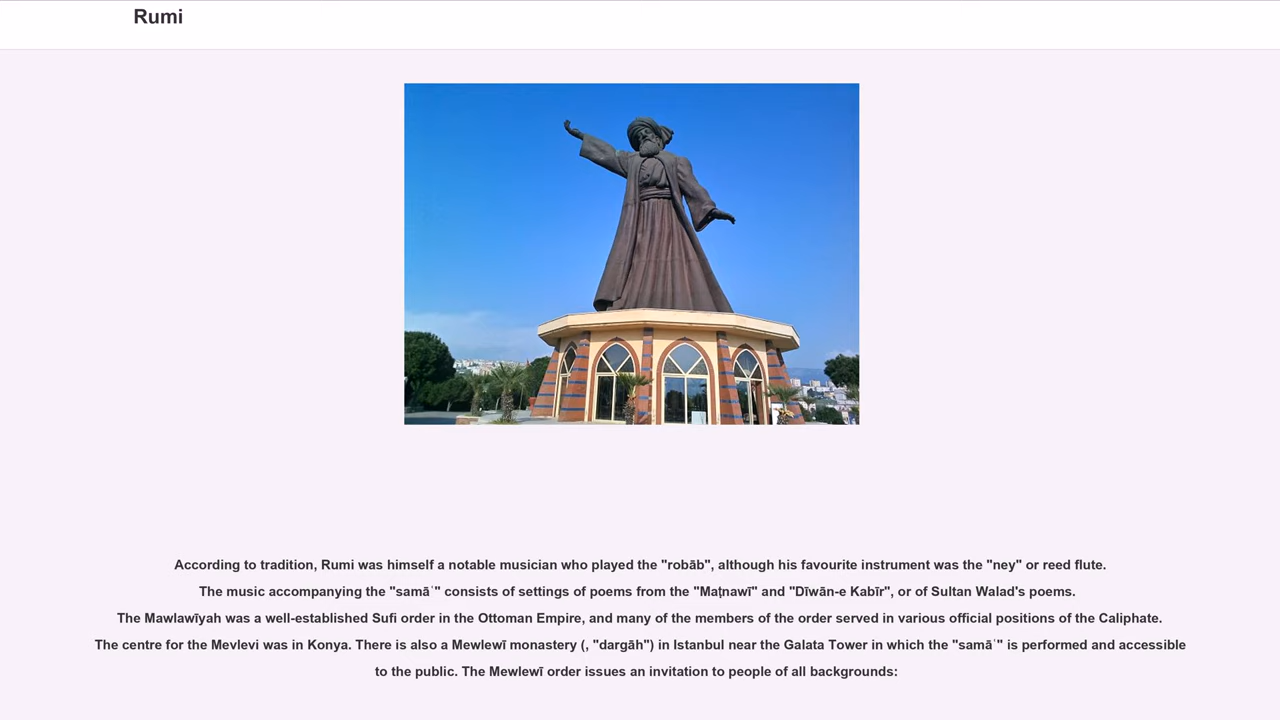 Rumi
According to tradition, Rumi was himself a notable musician who played the "robāb", although his favourite instrument was the "ney" or reed flute.
The music accompanying the "samāʿ" consists of settings of poems from the "Maṭnawī" and "Dīwān-e Kabīr", or of Sultan Walad's poems.
The Mawlawīyah was a well-established Sufi order in the Ottoman Empire, and many of the members of the order served in various official positions of the Caliphate.
The centre for the Mevlevi was in Konya. There is also a Mewlewī monastery (, "dargāh") in Istanbul near the Galata Tower in which the "samāʿ" is performed and accessible
to the public. The Mewlewī order issues an invitation to people of all backgrounds: